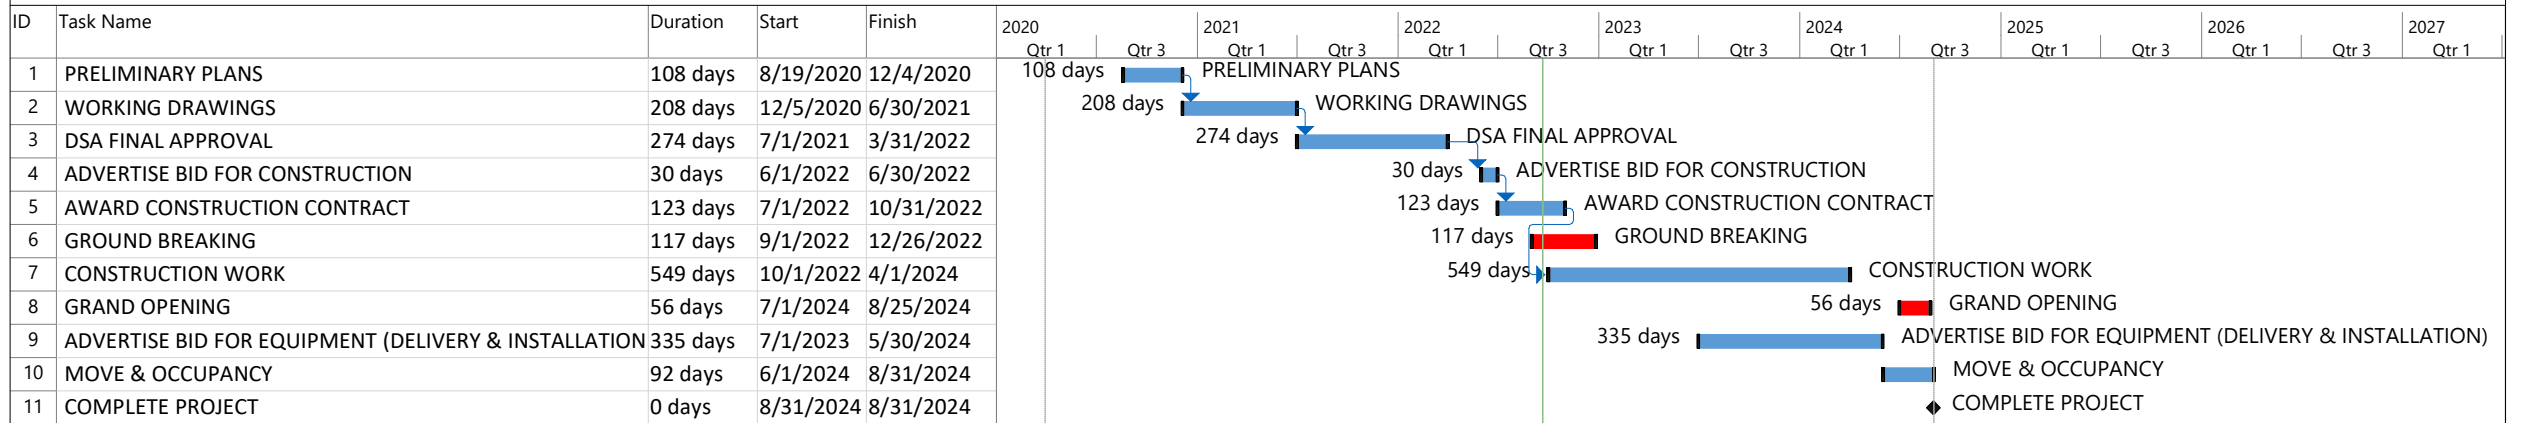 ID Task Name Duration Start Finish 2020 2021 2022 2023 2024 2025 2026 2027
Qtr 1 Qtr 3 Qtr 1 Qtr 3 Qtr 1 Qtr 3 Qtr 1 Qtr 3 Qtr 1 Qtr 3 Qtr 1 Qtr 3 Qtr 1 Qtr 3 Qtr 1
1 PRELIMINARY PLANS 108 days 8/19/2020 12/4/2020 108 days PRELIMINARY PLANS
2 WORKING DRAWINGS 208 days 12/5/2020 6/30/2021 208 days WORKING DRAWINGS
3 DSA FINAL APPROVAL 274 days 7/1/2021 3/31/2022 274 days DSA FINAL APPROVAL
4 ADVERTISE BID FOR CONSTRUCTION 30 days 6/1/2022 6/30/2022 30 days ADVERTISE BID FOR CONSTRUCTION
5 AWARD CONSTRUCTION CONTRACT 123 days 7/1/2022 10/31/2022 123 days AWARD CONSTRUCTION CONTRACT
6 GROUND BREAKING 117 days 9/1/2022 12/26/2022 117 days GROUND BREAKING
7 CONSTRUCTION WORK 549 days 10/1/2022 4/1/2024 549 days CONSTRUCTION WORK
8 GRAND OPENING 56 days 7/1/2024 8/25/2024 56 days GRAND OPENING
9 ADVERTISE BID FOR EQUIPMENT (DELIVERY & INSTALLATION 335 days 7/1/2023 5/30/2024 335 days ADVERTISE BID FOR EQUIPMENT (DELIVERY & INSTALLATION)
10 MOVE & OCCUPANCY 92 days 6/1/2024 8/31/2024 MOVE & OCCUPANCY
11 COMPLETE PROJECT 0 days 8/31/2024 8/31/2024 COMPLETE PROJECT